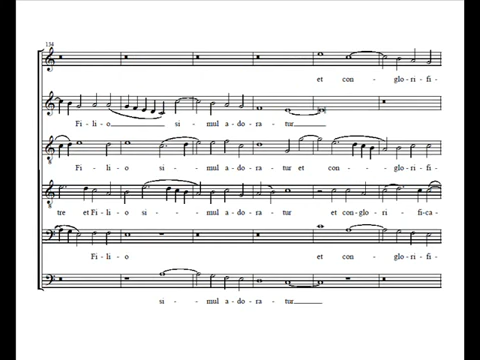 134
et con - glo - ri - fi -
Fi - li - o si - mul a - do - ra - tur
Fi - li - o si - mul a - do - ra - tur et con - glo - ri - fi -
tre et Fi - li - o si - mul a - do - ra - tur et con - glo - ri - fi - ca -
Fi - li - o et con - glo - ri - fi -
si - mul a - do - ra - tur